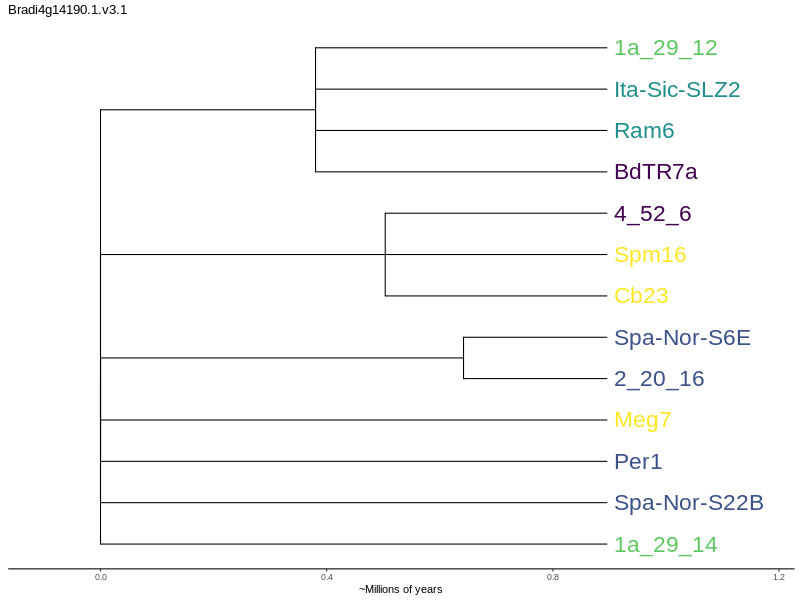 Bradi4g14190.1.v3.1
1a_29_12
Ita-Sic-SLZ2
Ram6
BdTR7a
4_52_6
Spm16
Cb23
Spa-Nor-S6E
2_20_16
Meg7
Per1
Spa-Nor-S22B
1a_29_14
0.0 0.4 0.8 1.2
~Millions of years